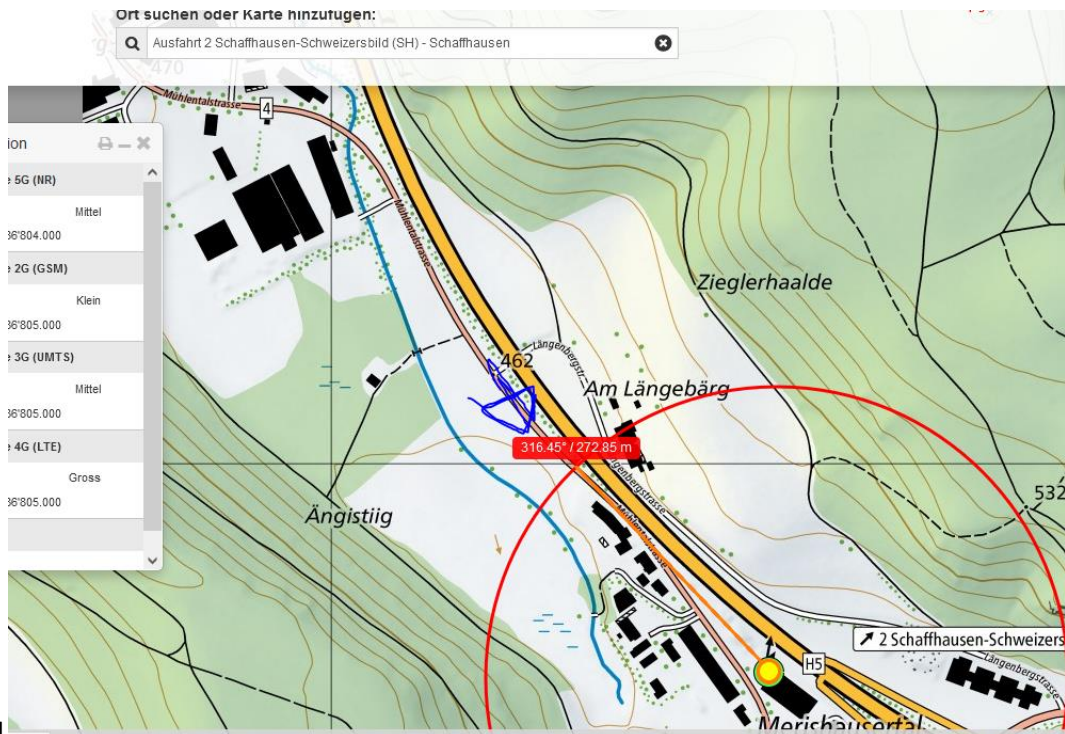 Ort suchen oder Karte hinzufügen:
Ausfahrt 2 Schaffhausen-Schweizersbild (SH) - Schaffhausen
470
Mühlentalstrasse
4
ion
e 5G (NR)
Mittel
36'804.000
e 2G (GSM)
Klein
36'805.000
e 3G (UMTS)
Mittel
36'805.000
e 4G (LTE)
Gross
36'805.000
Mühlentalstrasse
Zieglerhaalde
462
Längenbergstr.
Am Längebärg
316.45° / 272.85 m
Längenbergstrasse
532
Ängistiig
Mühlentalstrasse
2 Schaffhausen-Schweizers
H5
Längenbergstrasse
Merishausertal